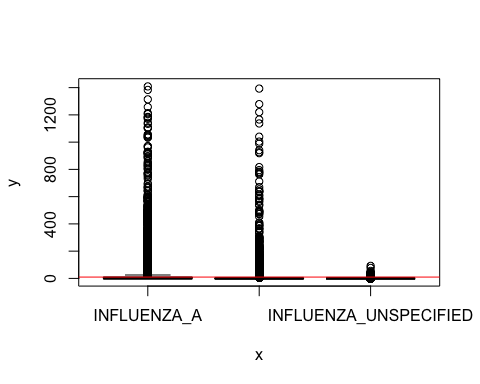 1200
800
400
0
y
INFLUENZA_A INFLUENZA_UNSPECIFIED
x